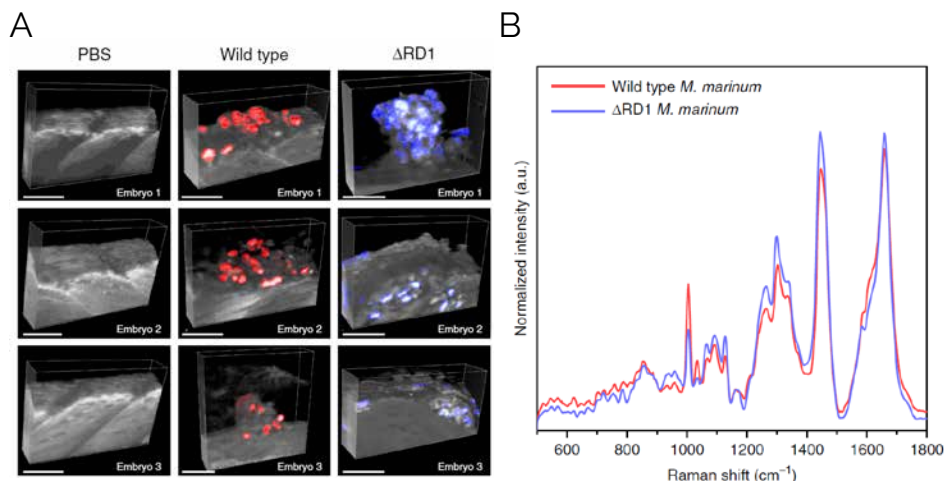 A
B
PBS
Wild type
ΔRD1
Embryo 1
Embryo 1
Embryo 1
Embryo 2
Embryo 2
Embryo 2
Embryo 3
Embryo 3
Embryo 3
Wild type M. marinum
ΔRD1 M. marinum
Normalized intensity (a.u.)
600 800 1000 1200 1400 1600 1800
Raman shift (cm⁻¹)